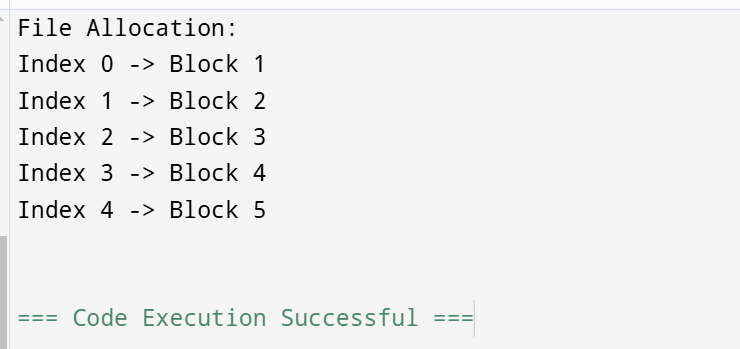 File Allocation:
Index 0 -> Block 1
Index 1 -> Block 2
Index 2 -> Block 3
Index 3 -> Block 4
Index 4 -> Block 5
=== Code Execution Successful ===